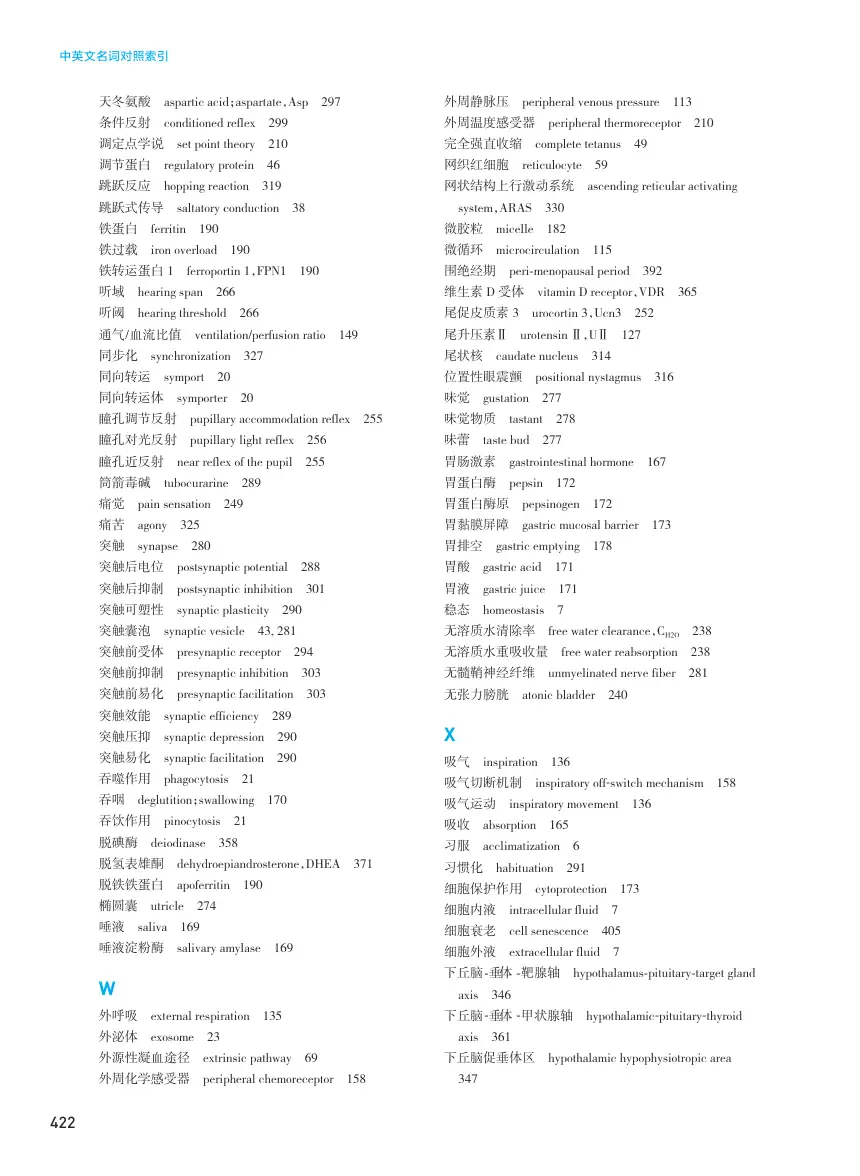 中英文名词对照索引
天冬氨酸 aspartic acid;aspartate,Asp 297
条件反射 conditioned reflex 299
调定点学说 set point theory 210
调节蛋白 regulatory protein 46
跳跃反应 hopping reaction 319
跳跃式传导 saltatory conduction 38
铁蛋白 ferritin 190
铁过载 iron overload 190
铁转运蛋白 1 ferroportin 1,FPN1 190
听域 hearing span 266
听阈 hearing threshold 266
通气/血流比值 ventilation/perfusion ratio 149
同步化 synchronization 327
同向转运 symport 20
同向转运体 symporter 20
瞳孔调节反射 pupillary accommodation reflex 255
瞳孔对光反射 pupillary light reflex 256
瞳孔近反射 near reflex of the pupil 255
筒箭毒碱 tubocurarine 289
痛觉 pain sensation 249
痛苦 agony 325
突触 synapse 280
突触后电位 postsynaptic potential 288
突触后抑制 postsynaptic inhibition 301
突触可塑性 synaptic plasticity 290
突触囊泡 synaptic vesicle 43, 281
突触前受体 presynaptic receptor 294
突触前抑制 presynaptic inhibition 303
突触前易化 presynaptic facilitation 303
突触效能 synaptic efficiency 289
突触压抑 synaptic depression 290
突触易化 synaptic facilitation 290
吞噬作用 phagocytosis 21
吞咽 deglutition;swallowing 170
吞饮作用 pinocytosis 21
脱碘酶 deiodinase 358
脱氢表雄酮 dehydroepiandrosterone,DHEA 371
脱铁铁蛋白 apoferritin 190
椭圆囊 utricle 274
唾液 saliva 169
唾液淀粉酶 salivary amylase 169
W
外呼吸 external respiration 135
外泌体 exosome 23
外源性凝血途径 extrinsic pathway 69
外周化学感受器 peripheral chemoreceptor 158
外周静脉压 peripheral venous pressure 113
外周温度感受器 peripheral thermoreceptor 210
完全强直收缩 complete tetanus 49
网织红细胞 reticulocyte 59
网状结构上行激动系统 ascending reticular activating
system,ARAS 330
微胶粒 micelle 182
微循环 microcirculation 115
围绝经期 peri-menopausal period 392
维生素 D 受体 vitamin D receptor,VDR 365
尾促皮质素 3 urocortin 3,Ucn3 252
尾升压素Ⅱ urotensin Ⅱ,UⅡ 127
尾状核 caudate nucleus 314
位置性眼震颤 positional nystagmus 316
味觉 gustation 277
味觉物质 tastant 278
味蕾 taste bud 277
胃肠激素 gastrointestinal hormone 167
胃蛋白酶 pepsin 172
胃蛋白酶原 pepsinogen 172
胃黏膜屏障 gastric mucosal barrier 173
胃排空 gastric emptying 178
胃酸 gastric acid 171
胃液 gastric juice 171
稳态 homeostasis 7
无溶质水清除率 free water clearance,CH2O 238
无溶质水重吸收量 free water reabsorption 238
无髓鞘神经纤维 unmyelinated nerve fiber 281
无张力膀胱 atonic bladder 240
X
吸气 inspiration 136
吸气切断机制 inspiratory off-switch mechanism 158
吸气运动 inspiratory movement 136
吸收 absorption 165
习服 acclimatization 6
习惯化 habituation 291
细胞保护作用 cytoprotection 173
细胞内液 intracellular fluid 7
细胞衰老 cell senescence 405
细胞外液 extracellular fluid 7
下丘脑-垂体-靶腺轴 hypothalamus-pituitary-target gland
axis 346
下丘脑-垂体-甲状腺轴 hypothalamic-pituitary-thyroid
axis 361
下丘脑促垂体区 hypothalamic hypophysiotropic area
347
422